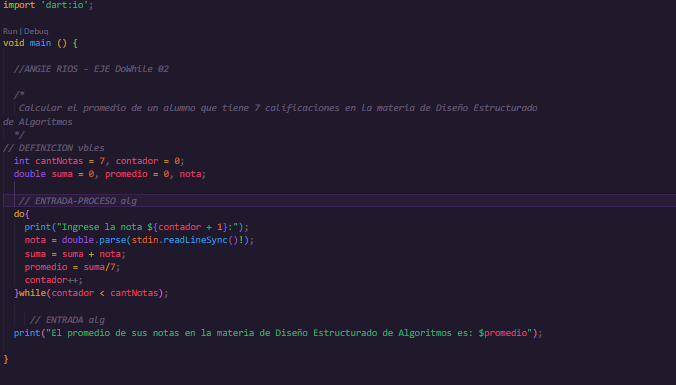 import 'dart:io';
Run | Debug
void main () {
//ANGIE RIOS - EJE DoWhile 02
/*
Calcular el promedio de un alumno que tiene 7 calificaciones en la materia de Diseño Estructurado
de Algoritmos
*/
// DEFINICION vbles
int cantNotas = 7, contador = 0;
double suma = 0, promedio = 0, nota;
// ENTRADA-PROCESO alg
do{
print("Ingrese la nota ${contador + 1}:");
nota = double.parse(stdin.readLineSync()!);
suma = suma + nota;
promedio = suma/7;
contador++;
}while(contador < cantNotas);
// ENTRADA alg
print("El promedio de sus notas en la materia de Diseño Estructurado de Algoritmos es: $promedio");
}